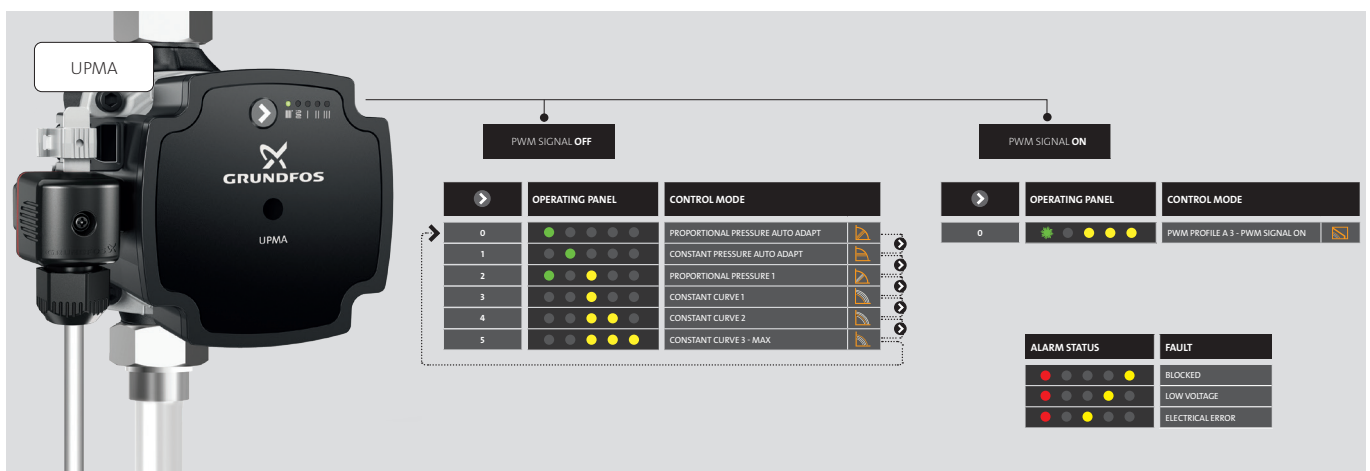 UPMA
GRUNDFOS
UPMA
PWM SIGNAL OFF
OPERATING PANEL CONTROL MODE
0 PROPORTIONAL PRESSURE AUTO ADAPT
1 CONSTANT PRESSURE AUTO ADAPT
2 PROPORTIONAL PRESSURE 1
3 CONSTANT CURVE 1
4 CONSTANT CURVE 2
5 CONSTANT CURVE 3 - MAX
PWM SIGNAL ON
OPERATING PANEL CONTROL MODE
0 PWM PROFILE A 3 - PWM SIGNAL ON
ALARM STATUS FAULT
BLOCKED
LOW VOLTAGE
ELECTRICAL ERROR